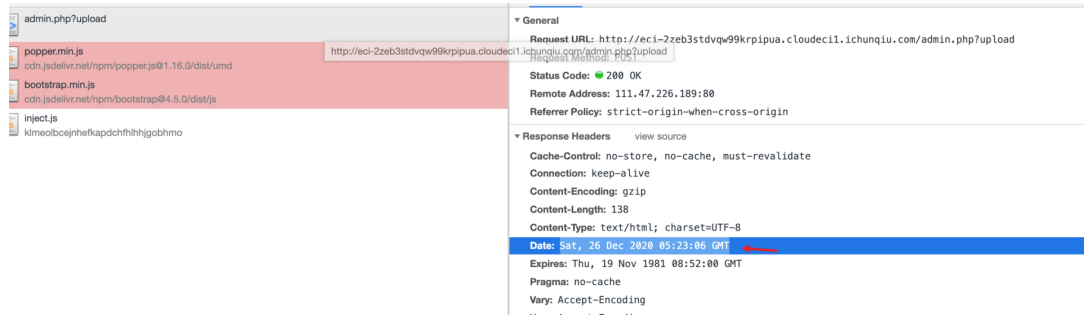 admin.php?upload
popper.min.js
cdn.jsdelivr.net/npm/popper.js@1.16.0/dist/umd
bootstrap.min.js
cdn.jsdelivr.net/npm/bootstrap@4.5.0/dist/js
inject.js
klmeolbcejnhefkapdchfhlhhjgobhmo
http://eci-2zeb3stdvqw99krpipua.cloudeci1.ichunqiu.com/admin.php?upload
General
Request URL: http://eci-2zeb3stdvqw99krpipua.cloudeci1.ichunqiu.com/admin.php?upload
Request Method: POST
Status Code: 200 OK
Remote Address: 111.47.226.189:80
Referrer Policy: strict-origin-when-cross-origin
Response Headers view source
Cache-Control: no-store, no-cache, must-revalidate
Connection: keep-alive
Content-Encoding: gzip
Content-Length: 138
Content-Type: text/html; charset=UTF-8
Date: Sat, 26 Dec 2020 05:23:06 GMT
Expires: Thu, 19 Nov 1981 08:52:00 GMT
Pragma: no-cache
Vary: Accept-Encoding